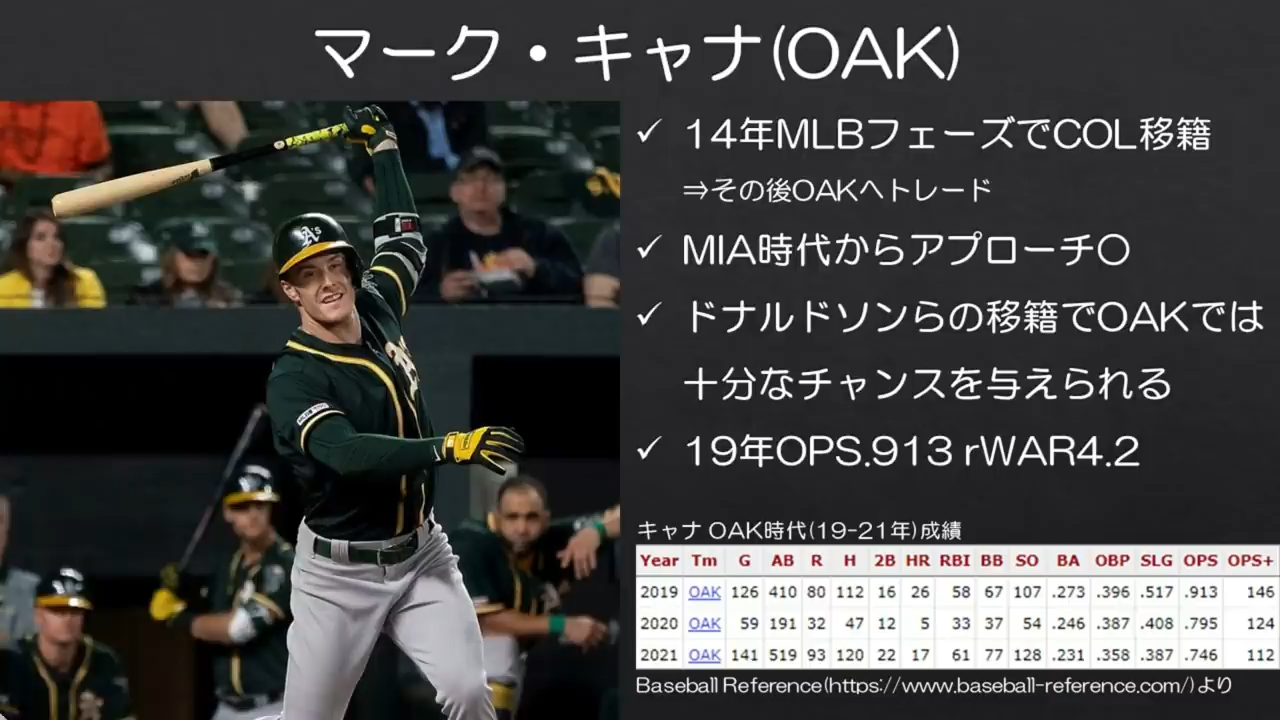 マーク・キャナ(OAK)
✓ 14年MLBフェーズでCOL移籍
⇒その後OAKへトレード
✓ MIA時代からアプローチ〇
✓ ドナルドソンらの移籍でOAKでは
十分なチャンスを与えられる
✓ 19年OPS.913 rWAR4.2
A's
キャナ OAK時代(19-21年)成績
Year Tm G AB R H 2B HR RBI BB SO BA OBP SLG OPS OPS+
2019 OAK 126 410 80 112 16 26 58 67 107 .273 .396 .517 .913 146
2020 OAK 59 191 32 47 12 5 33 37 54 .246 .387 .408 .795 124
2021 OAK 141 519 93 120 22 17 61 77 128 .231 .358 .387 .746 112
Baseball Reference(https://www.baseball-reference.com/)より